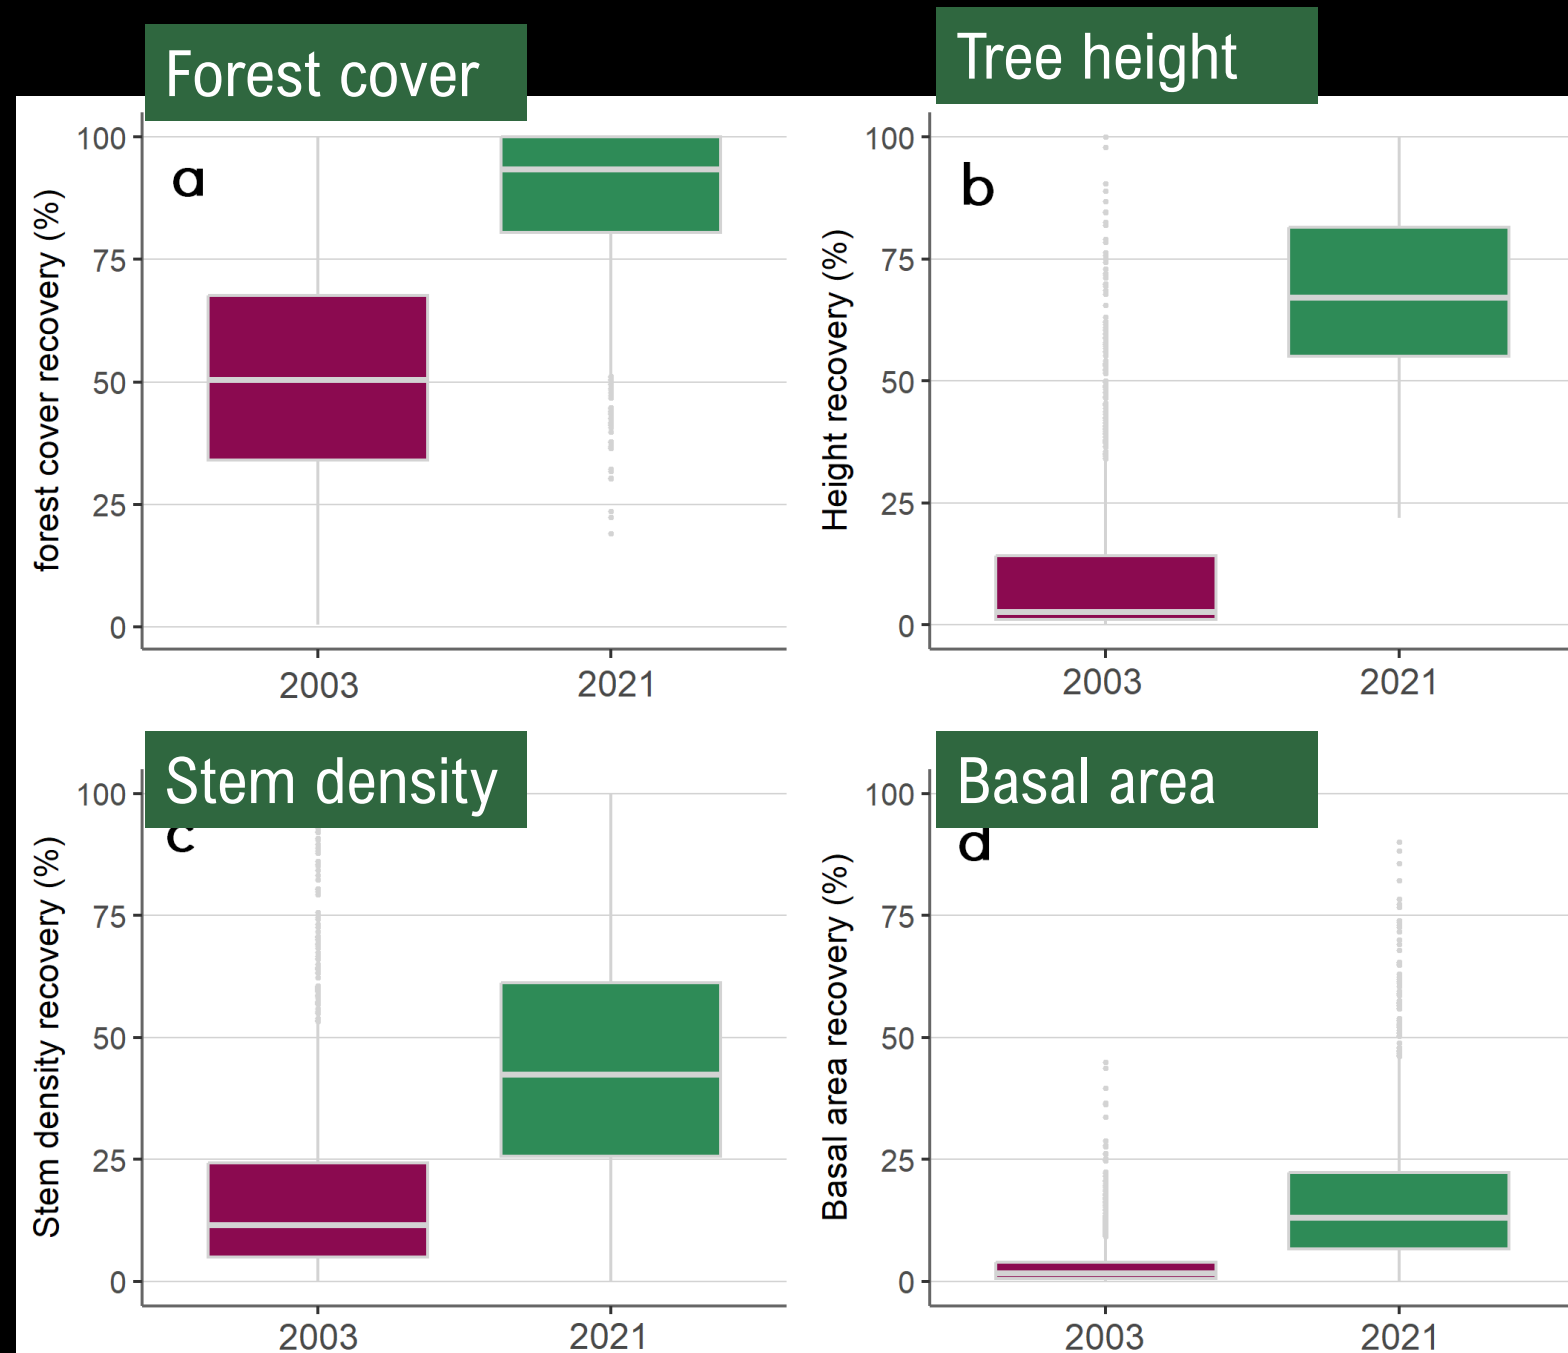 Forest cover
Tree height
a
forest cover recovery (%)
100
75
50
25
0
2003
2021
b
Height recovery (%)
100
75
50
25
0
2003
2021
Stem density
Basal area
c
Stem density recovery (%)
100
75
50
25
0
2003
2021
d
Basal area recovery (%)
100
75
50
25
0
2003
2021